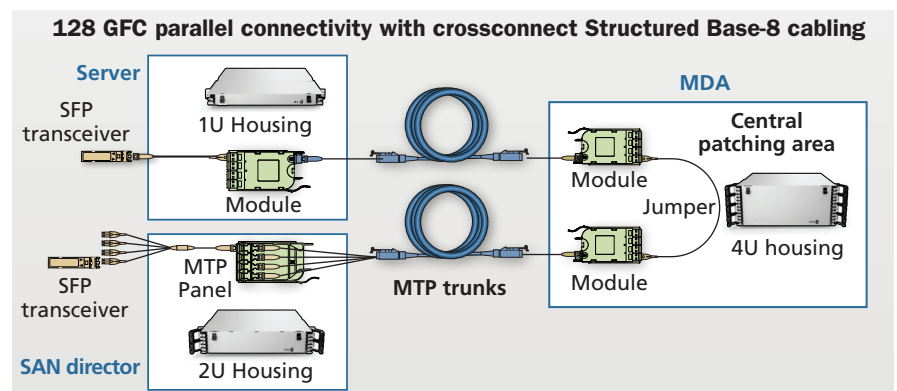 128 GFC parallel connectivity with crossconnect Structured Base-8 cabling
Server
SFP
transceiver
1U Housing
Module
MDA
Central
patching area
Module
Jumper
4U housing
Module
MTP
Panel
MTP trunks
SFP
transceiver
SAN director
2U Housing